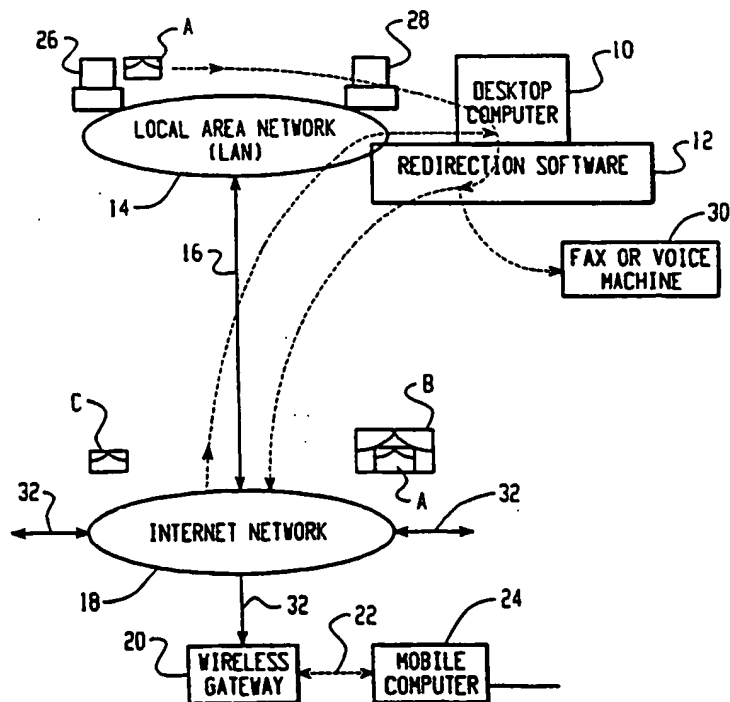 26
A
28
10
DESKTOP
COMPUTER
LOCAL AREA NETWORK
(LAN)
12
REDIRECTION SOFTWARE
14
16
30
FAX OR VOICE
MACHINE
C
B
A
32
32
INTERNET NETWORK
18
32
20
22
24
WIRELESS
GATEWAY
MOBILE
COMPUTER